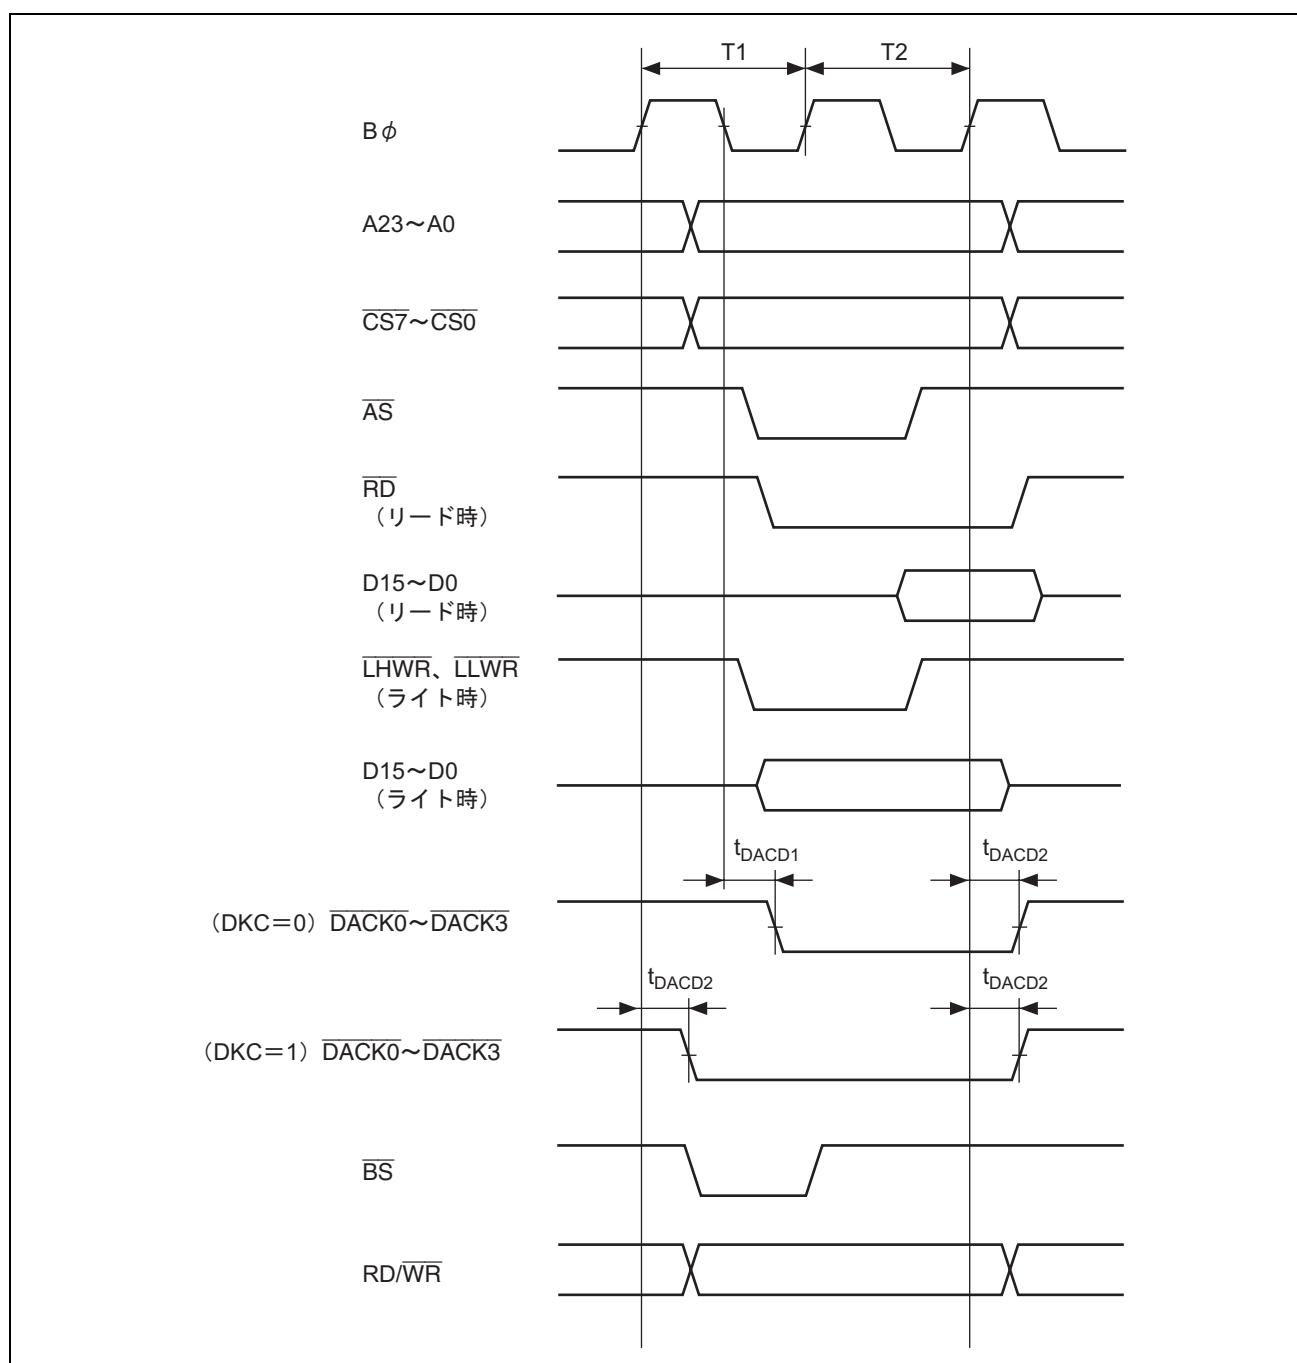 T1 T2
Bφ
A23～A0
CS7～CS0
AS
RD
（リード時）
D15～D0
（リード時）
LHWR、LLWR
（ライト時）
D15～D0
（ライト時）
tDACD1 tDACD2
（DKC＝0）DACK0～DACK3
tDACD2 tDACD2
（DKC＝1）DACK0～DACK3
BS
RD/WR